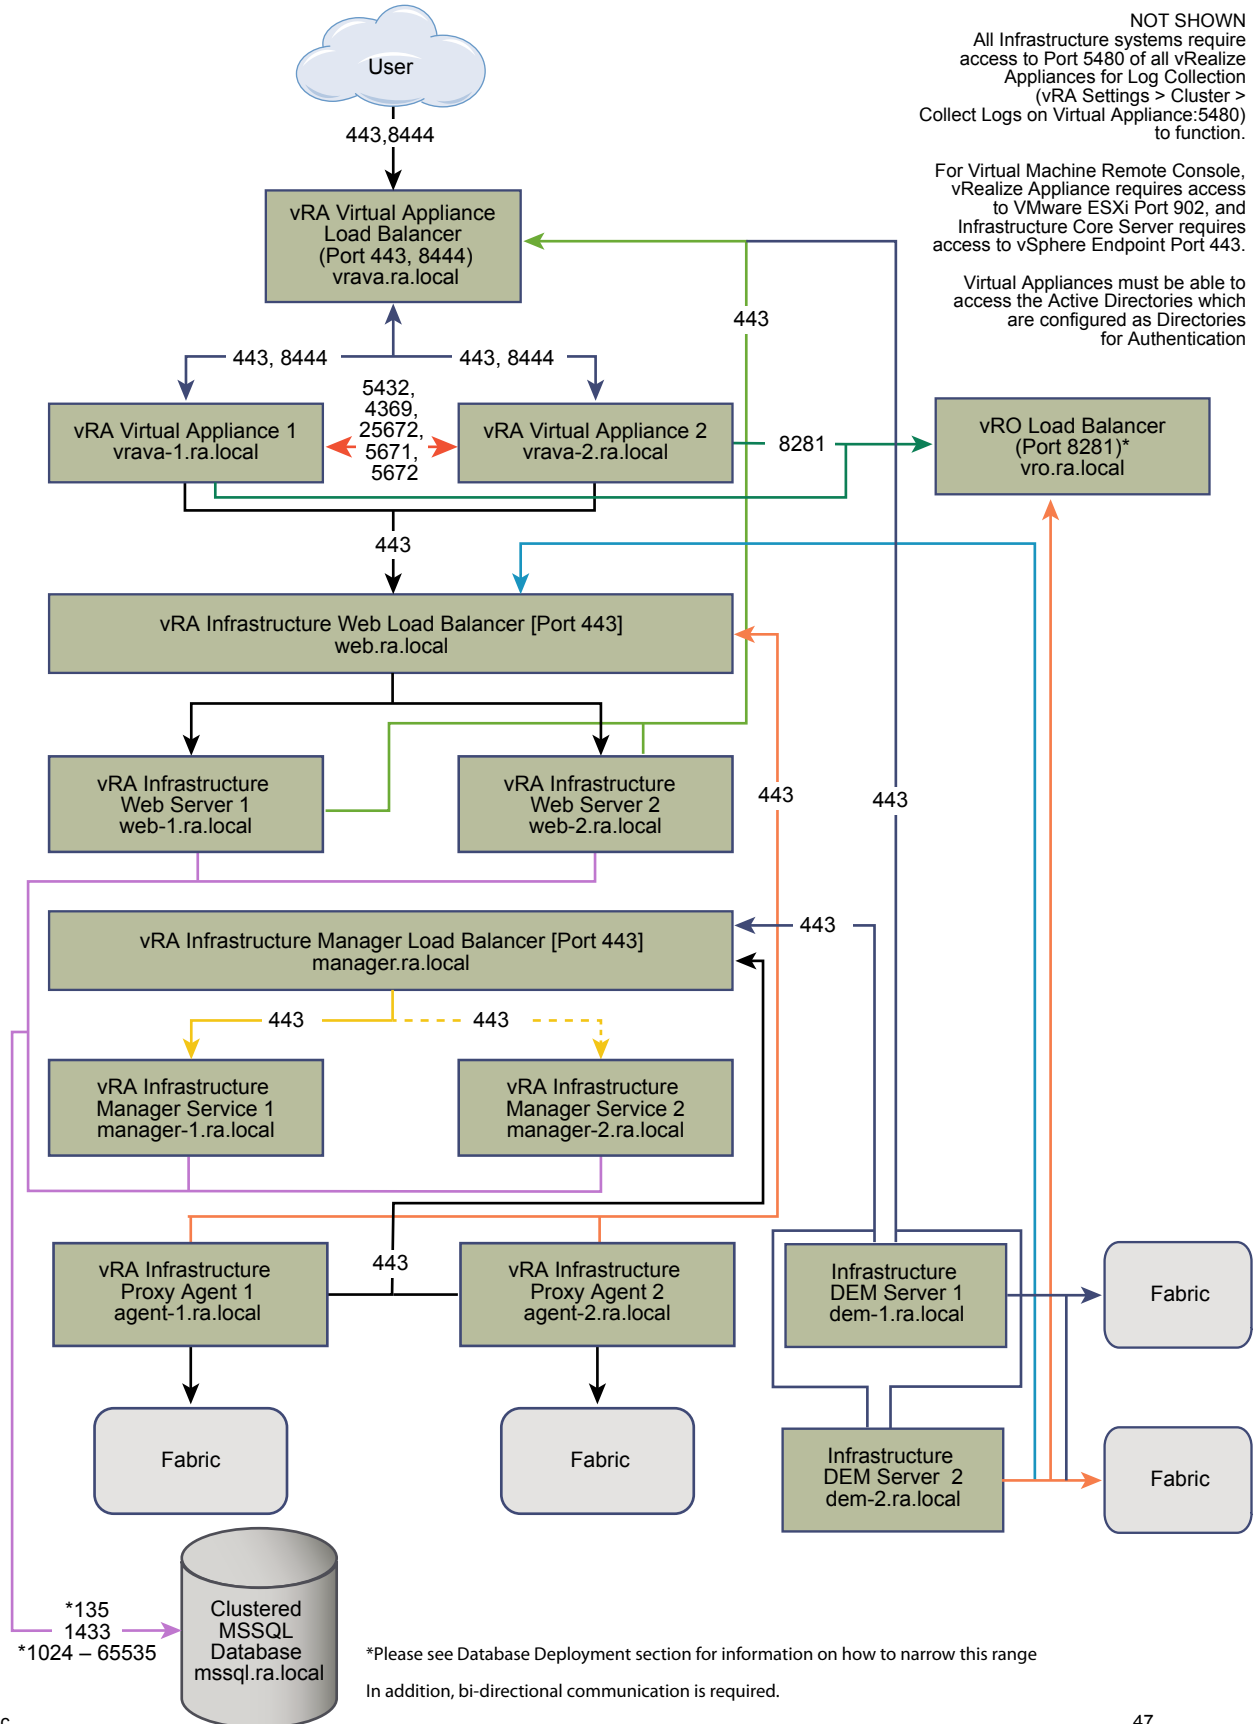 User
NOT SHOWN
All Infrastructure systems require
access to Port 5480 of all vRealize
Appliances for Log Collection
(vRA Settings > Cluster >
Collect Logs on Virtual Appliance:5480)
to function.
For Virtual Machine Remote Console,
vRealize Appliance requires access
to VMware ESXi Port 902, and
Infrastructure Core Server requires
access to vSphere Endpoint Port 443.
Virtual Appliances must be able to
access the Active Directories which
are configured as Directories
for Authentication
443,8444
vRA Virtual Appliance
Load Balancer
(Port 443, 8444)
vrava.ra.local
443
443, 8444
443, 8444
vRA Virtual Appliance 1
vrava-1.ra.local
5432,
4369,
25672,
5671,
5672
vRA Virtual Appliance 2
vrava-2.ra.local
8281
vRO Load Balancer
(Port 8281)*
vro.ra.local
443
vRA Infrastructure Web Load Balancer [Port 443]
web.ra.local
vRA Infrastructure
Web Server 1
web-1.ra.local
vRA Infrastructure
Web Server 2
web-2.ra.local
443
443
vRA Infrastructure Manager Load Balancer [Port 443]
manager.ra.local
443
443
443
vRA Infrastructure
Manager Service 1
manager-1.ra.local
vRA Infrastructure
Manager Service 2
manager-2.ra.local
vRA Infrastructure
Proxy Agent 1
agent-1.ra.local
443
vRA Infrastructure
Proxy Agent 2
agent-2.ra.local
Infrastructure
DEM Server 1
dem-1.ra.local
Fabric
Fabric
Fabric
Infrastructure
DEM Server 2
dem-2.ra.local
Fabric
*135
1433
*1024 – 65535
Clustered
MSSQL
Database
mssql.ra.local
*Please see Database Deployment section for information on how to narrow this range
In addition, bi-directional communication is required.
c
47